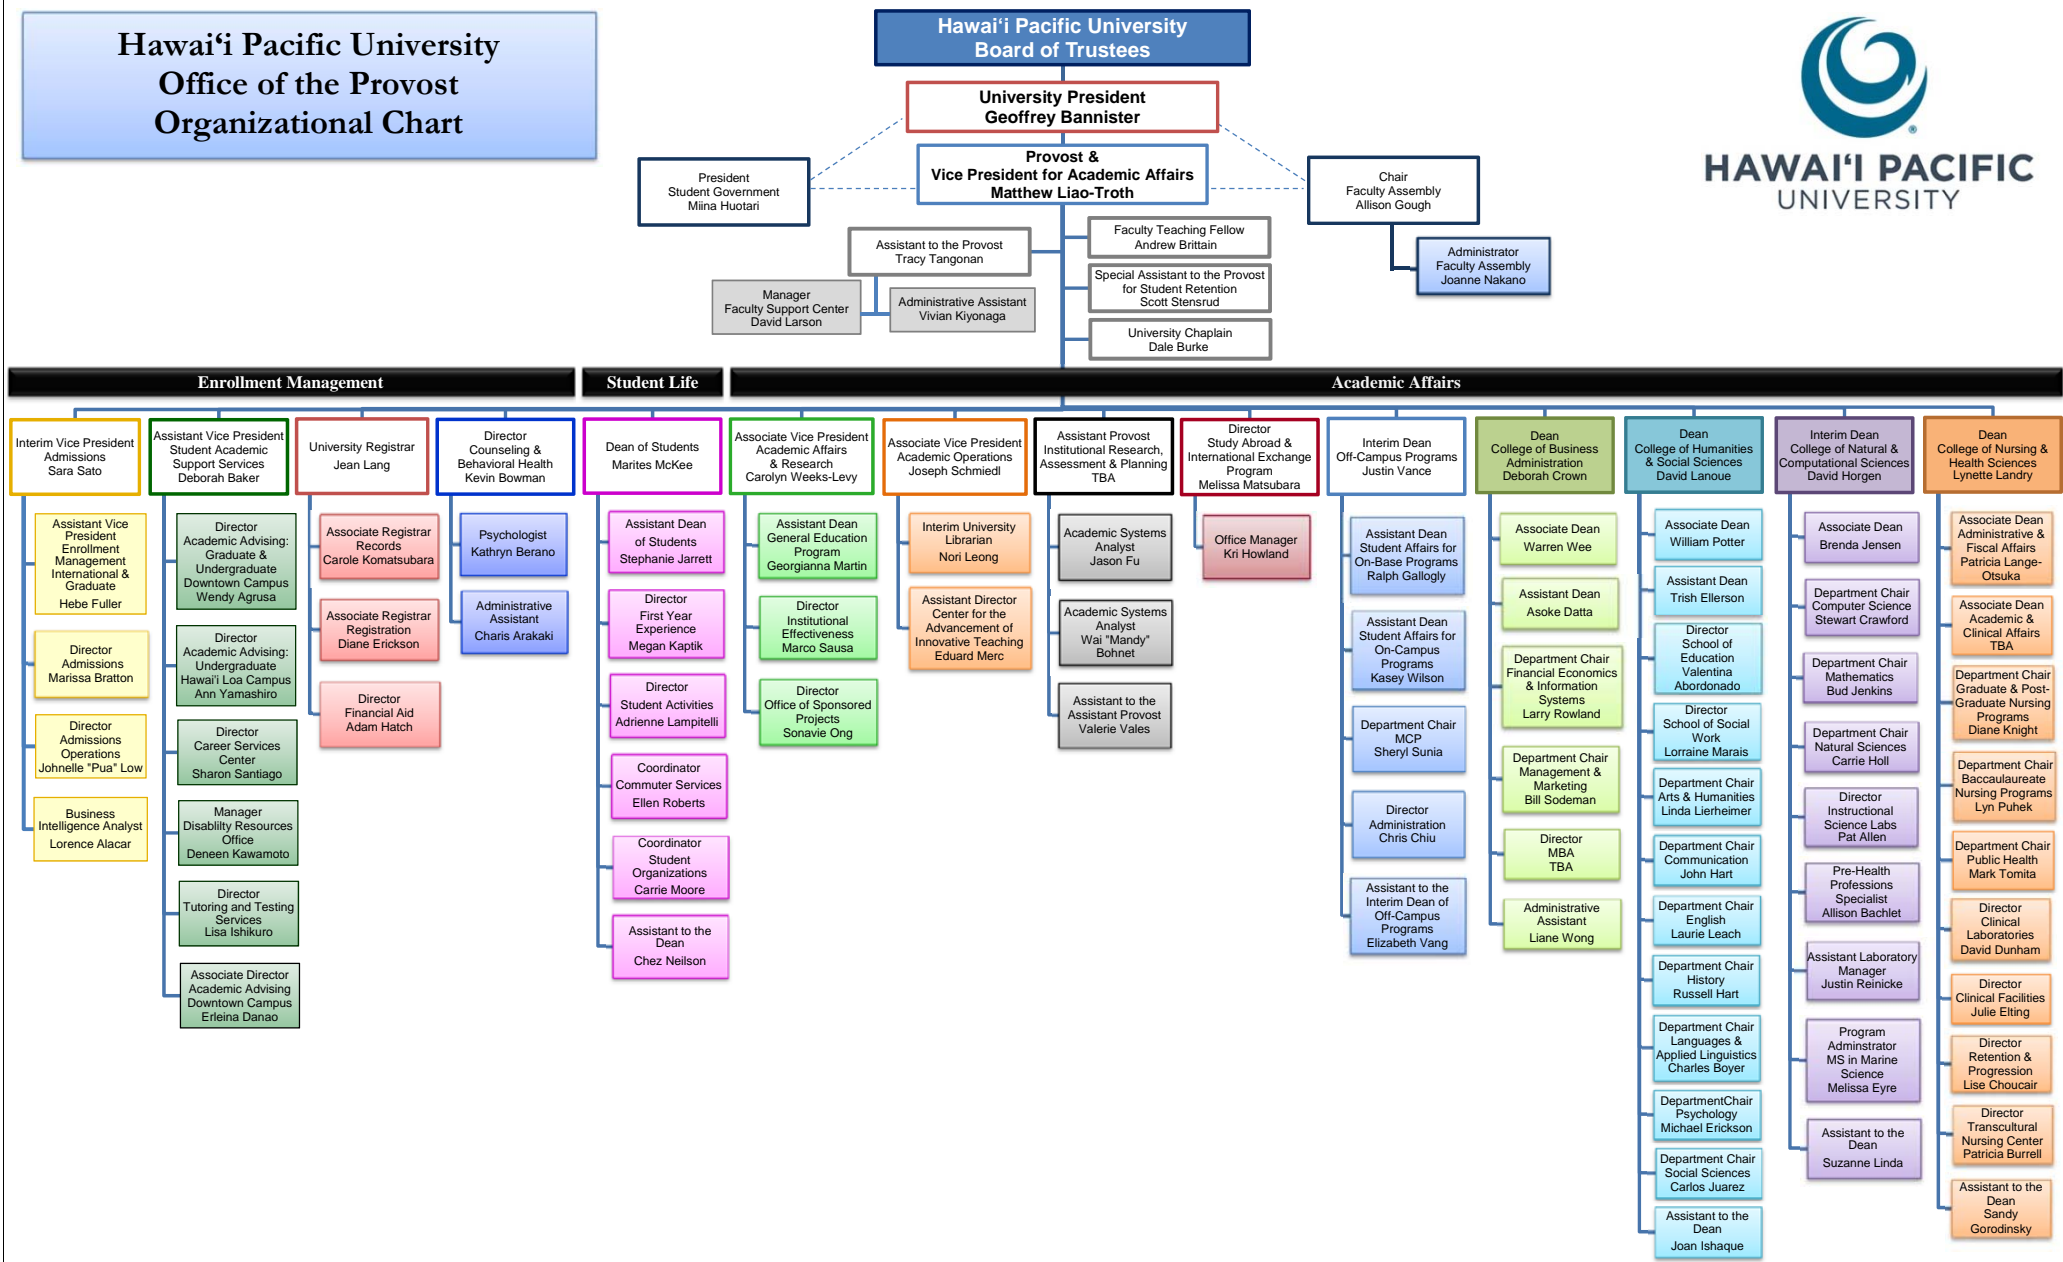 Hawai‘i Pacific University
Office of the Provost
Organizational Chart
Hawai‘i Pacific University
Board of Trustees
University President
Geoffrey Bannister
Provost &
Vice President for Academic Affairs
Matthew Liao-Troth
President
Student Government
Miina Huotari
Chair
Faculty Assembly
Allison Gough
Administrator
Faculty Assembly
Joanne Nakano
HAWAI‘I PACIFIC
UNIVERSITY
®
Assistant to the Provost
Tracy Tangonan
Manager
Faculty Support Center
David Larson
Administrative Assistant
Vivian Kiyonaga
Faculty Teaching Fellow
Andrew Brittain
Special Assistant to the Provost
for Student Retention
Scott Stensrud
University Chaplain
Dale Burke
Enrollment Management
Student Life
Academic Affairs
Interim Vice President
Admissions
Sara Sato
Assistant Vice
President
Enrollment
Management
International &
Graduate
Hebe Fuller
Director
Admissions
Marissa Bratton
Director
Admissions
Operations
Johnelle "Pua" Low
Business
Intelligence Analyst
Lorence Alacar
Assistant Vice President
Student Academic
Support Services
Deborah Baker
Director
Academic Advising:
Graduate &
Undergraduate
Downtown Campus
Wendy Agrusa
Director
Academic Advising:
Undergraduate
Hawai'i Loa Campus
Ann Yamashiro
Director
Career Services
Center
Sharon Santiago
Manager
Disablilty Resources
Office
Deneen Kawamoto
Director
Tutoring and Testing
Services
Lisa Ishikuro
Associate Director
Academic Advising
Downtown Campus
Erleina Danao
University Registrar
Jean Lang
Associate Registrar
Records
Carole Komatsubara
Associate Registrar
Registration
Diane Erickson
Director
Financial Aid
Adam Hatch
Director
Counseling &
Behavioral Health
Kevin Bowman
Psychologist
Kathryn Berano
Administrative
Assistant
Charis Arakaki
Dean of Students
Marites McKee
Assistant Dean
of Students
Stephanie Jarrett
Director
First Year
Experience
Megan Kaptik
Director
Student Activities
Adrienne Lampitelli
Coordinator
Commuter Services
Ellen Roberts
Coordinator
Student
Organizations
Carrie Moore
Assistant to the
Dean
Chez Neilson
Associate Vice President
Academic Affairs
& Research
Carolyn Weeks-Levy
Assistant Dean
General Education
Program
Georgianna Martin
Director
Institutional
Effectiveness
Marco Sausa
Director
Office of Sponsored
Projects
Sonavie Ong
Associate Vice President
Academic Operations
Joseph Schmiedl
Interim University
Librarian
Nori Leong
Assistant Director
Center for the
Advancement of
Innovative Teaching
Eduard Merc
Assistant Provost
Institutional Research,
Assessment & Planning
TBA
Academic Systems
Analyst
Jason Fu
Academic Systems
Analyst
Wai "Mandy"
Bohnet
Assistant to the
Assistant Provost
Valerie Vales
Director
Study Abroad &
International Exchange
Program
Melissa Matsubara
Office Manager
Kri Howland
Interim Dean
Off-Campus Programs
Justin Vance
Assistant Dean
Student Affairs for
On-Base Programs
Ralph Gallogly
Assistant Dean
Student Affairs for
On-Campus
Programs
Kasey Wilson
Department Chair
MCP
Sheryl Sunia
Director
Administration
Chris Chiu
Assistant to the
Interim Dean of
Off-Campus
Programs
Elizabeth Vang
Dean
College of Business
Administration
Deborah Crown
Associate Dean
Warren Wee
Assistant Dean
Asoke Datta
Department Chair
Financial Economics
& Information
Systems
Larry Rowland
Department Chair
Management &
Marketing
Bill Sodeman
Director
MBA
TBA
Administrative
Assistant
Liane Wong
Dean
College of Humanities
& Social Sciences
David Lanoue
Associate Dean
William Potter
Assistant Dean
Trish Ellerson
Director
School of
Education
Valentina
Abordonado
Director
School of Social
Work
Lorraine Marais
Department Chair
Arts & Humanities
Linda Lierheimer
Department Chair
Communication
John Hart
Department Chair
English
Laurie Leach
Department Chair
History
Russell Hart
Department Chair
Languages &
Applied Linguistics
Charles Boyer
DepartmentChair
Psychology
Michael Erickson
Department Chair
Social Sciences
Carlos Juarez
Assistant to the
Dean
Joan Ishaque
Interim Dean
College of Natural &
Computational Sciences
David Horgen
Associate Dean
Brenda Jensen
Department Chair
Computer Science
Stewart Crawford
Department Chair
Mathematics
Bud Jenkins
Department Chair
Natural Sciences
Carrie Holl
Director
Instructional
Science Labs
Pat Allen
Pre-Health
Professions
Specialist
Allison Bachlet
Assistant Laboratory
Manager
Justin Reinicke
Program
Adminstrator
MS in Marine
Science
Melissa Eyre
Assistant to the
Dean
Suzanne Linda
Dean
College of Nursing &
Health Sciences
Lynette Landry
Associate Dean
Administrative &
Fiscal Affairs
Patricia Lange-
Otsuka
Associate Dean
Academic &
Clinical Affairs
TBA
Department Chair
Graduate & Post-
Graduate Nursing
Programs
Diane Knight
Department Chair
Baccaulaureate
Nursing Programs
Lyn Puhek
Department Chair
Public Health
Mark Tomita
Director
Clinical
Laboratories
David Dunham
Director
Clinical Facilities
Julie Elting
Director
Retention &
Progression
Lise Choucair
Director
Transcultural
Nursing Center
Patricia Burrell
Assistant to the
Dean
Sandy
Gorodinsky